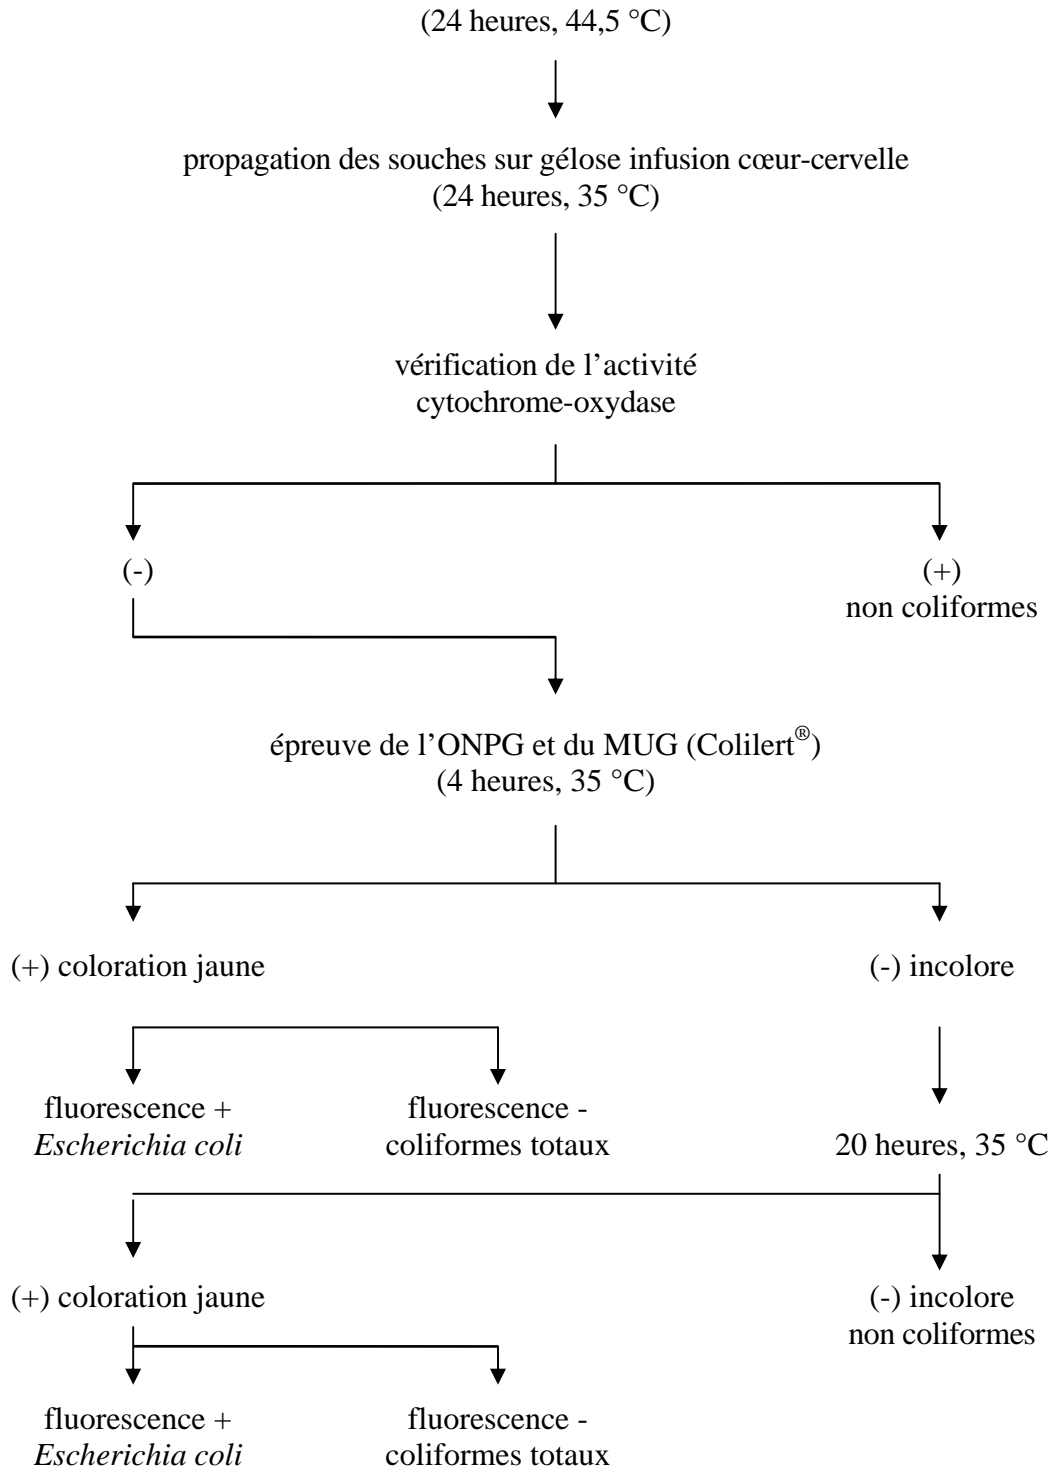 (24 heures, 44,5 °C)
propagation des souches sur gélose infusion cœur-cervelle
(24 heures, 35 °C)
vérification de l’activité
cytochrome-oxydase
(-)
(+)
non coliformes
épreuve de l’ONPG et du MUG (Colilert®)
(4 heures, 35 °C)
(+) coloration jaune
(-) incolore
fluorescence +
Escherichia coli
fluorescence -
coliformes totaux
20 heures, 35 °C
(+) coloration jaune
(-) incolore
non coliformes
fluorescence +
Escherichia coli
fluorescence -
coliformes totaux